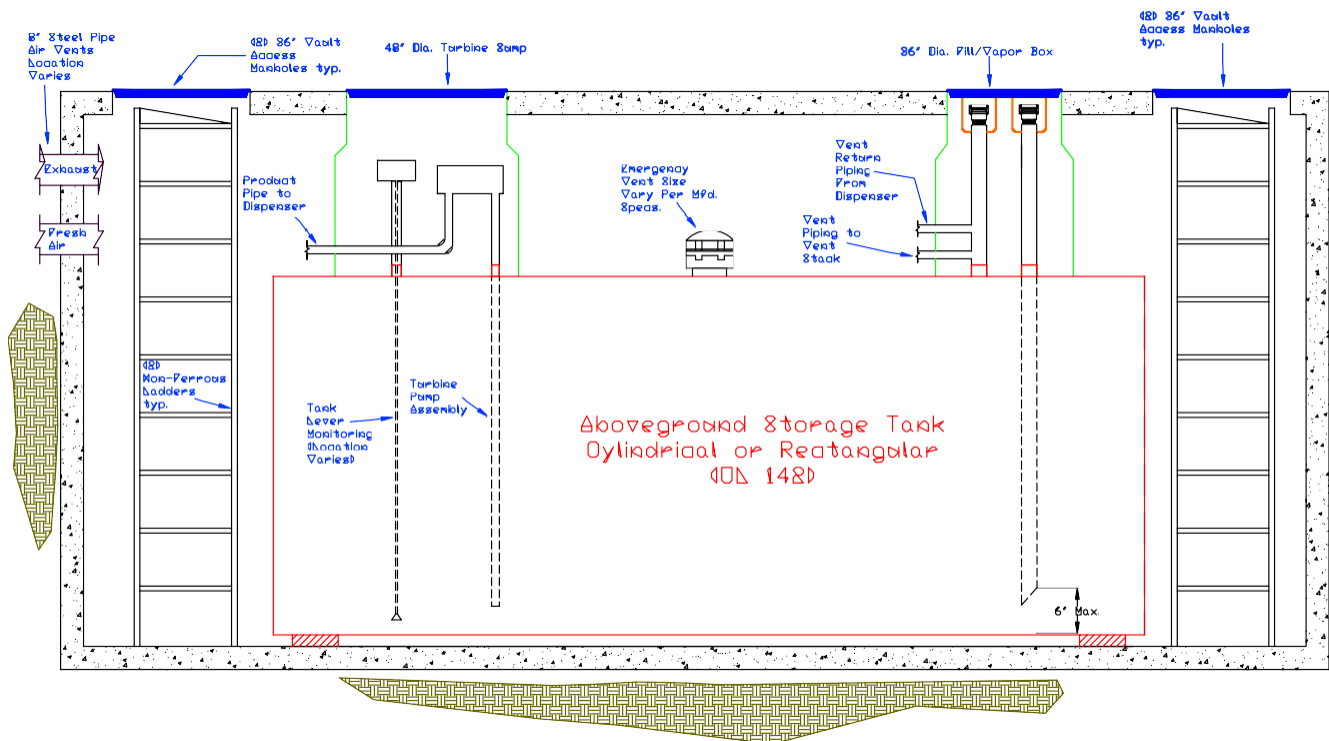 8" Steel Pipe
Air Vents
Location
Varies
(2) 36" Vault
Access
Manholes typ.
48" Dia. Turbine Sump
36" Dia. Fill/Vapor Box
(2) 36" Vault
Access Manholes
typ.
Exhaust
Fresh
Air
Product
Pipe to
Dispenser
Emergency
Vent Size
Vary Per Mfd.
Specs.
Vent
Return
Piping
From
Dispenser
Vent
Piping to
Vent
Stack
(2)
Non-Ferrous
Ladders
typ.
Tank
Lever
Monitoring
(Location
Varies)
Turbine
Pump
Assembly
Aboveground Storage Tank
Cylindrical or Rectangular
(UL 142)
6" Max.